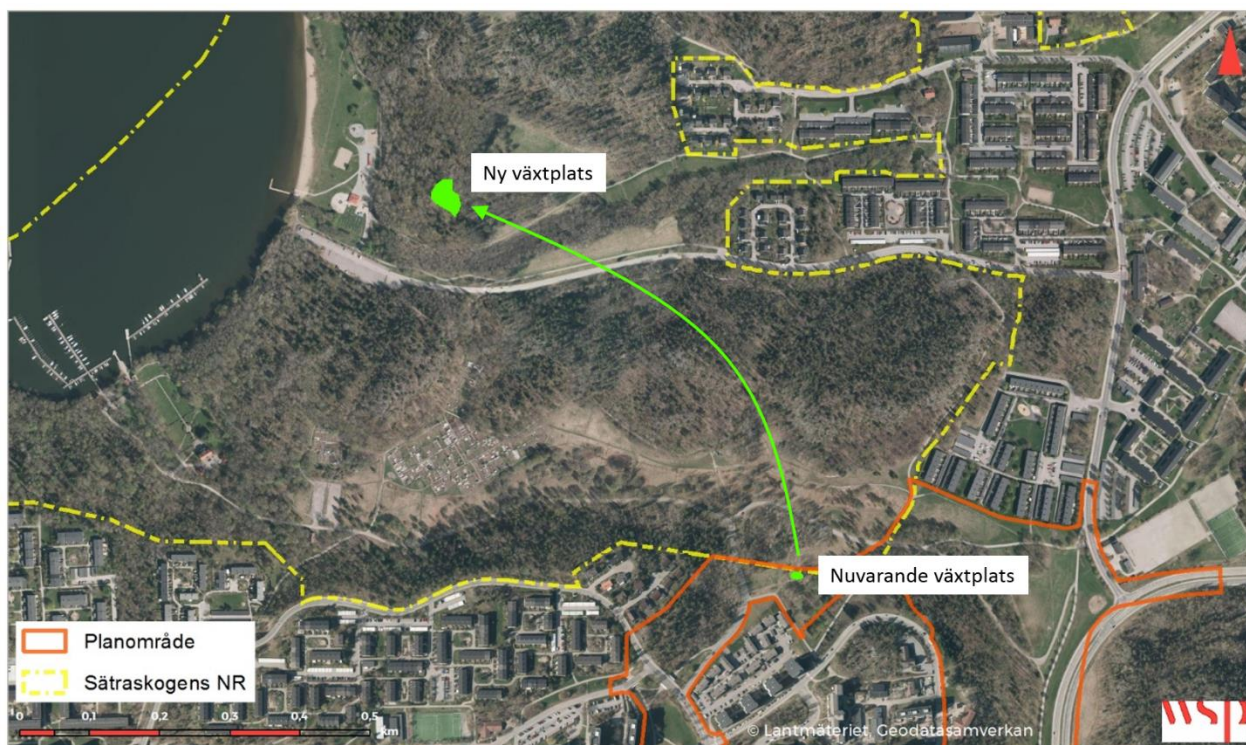 Ny växtplats
Nuvarande växtplats
Planområde
Sätraskogens NR
0 0,1 0,2 0,3 0,4 0,5
km
© Lantmäteriet, Geodatasamverkan
wsp